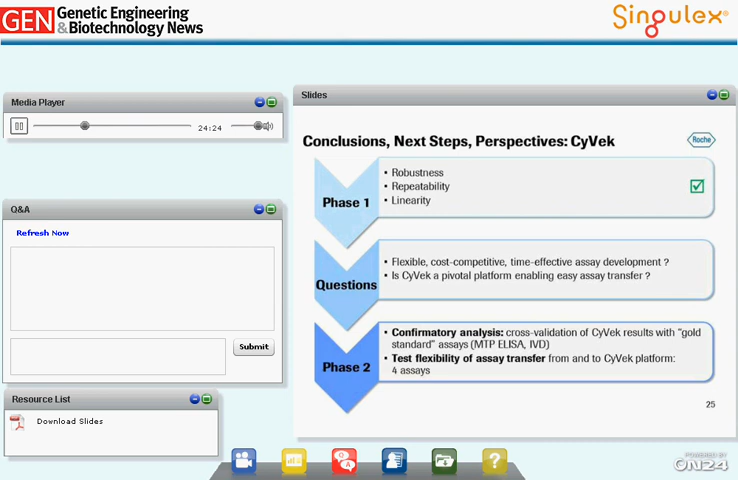 GEN Genetic Engineering
& Biotechnology News
Singulex®
Media Player
24:24
Q&A
Refresh Now
Submit
Resource List
Download Slides
Slides
Conclusions, Next Steps, Perspectives: CyVek
Roche
Phase 1
• Robustness
• Repeatability
• Linearity
Questions
• Flexible, cost-competitive, time-effective assay development ?
• Is CyVek a pivotal platform enabling easy assay transfer ?
Phase 2
• Confirmatory analysis: cross-validation of CyVek results with "gold
standard" assays (MTP ELISA, IVD)
• Test flexibility of assay transfer from and to CyVek platform:
4 assays
25
Q
A
?
POWERED BY
ON24